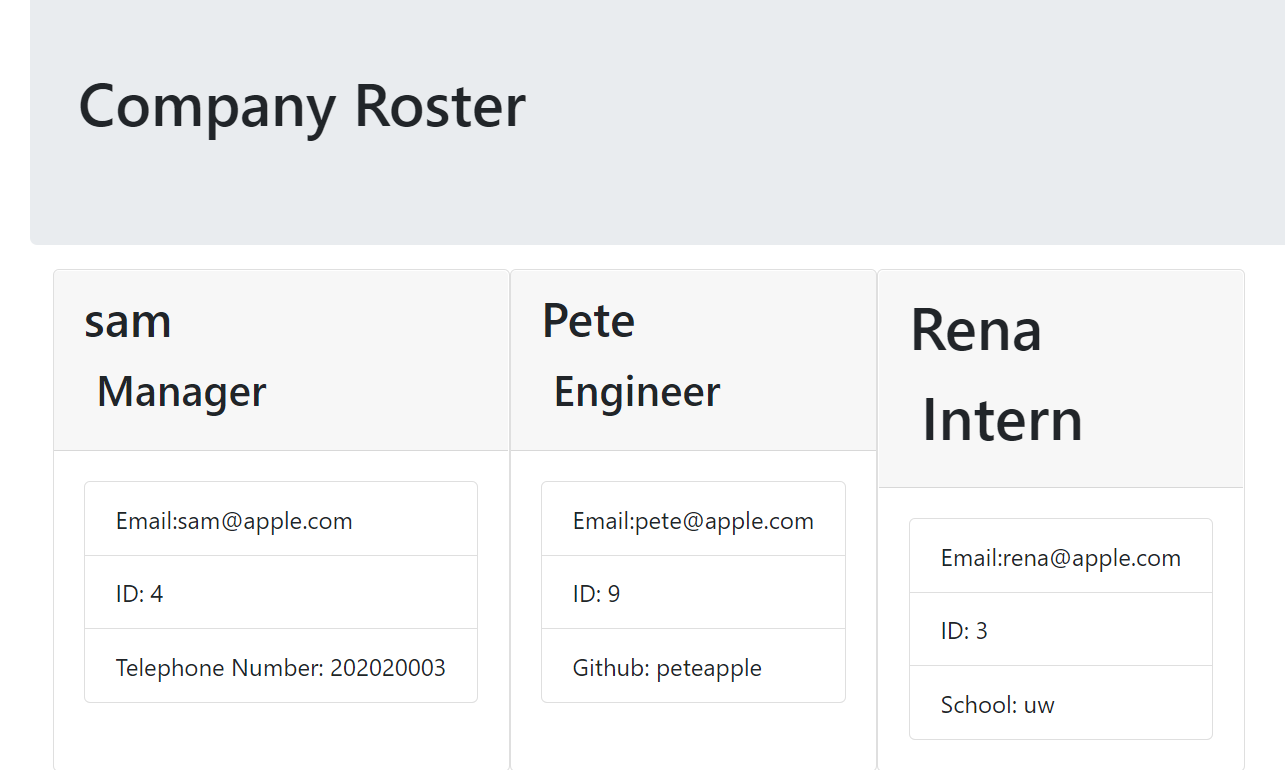 Company Roster
sam
Manager
Email:sam@apple.com
ID: 4
Telephone Number: 202020003
Pete
Engineer
Email:pete@apple.com
ID: 9
Github: peteapple
Rena
Intern
Email:rena@apple.com
ID: 3
School: uw